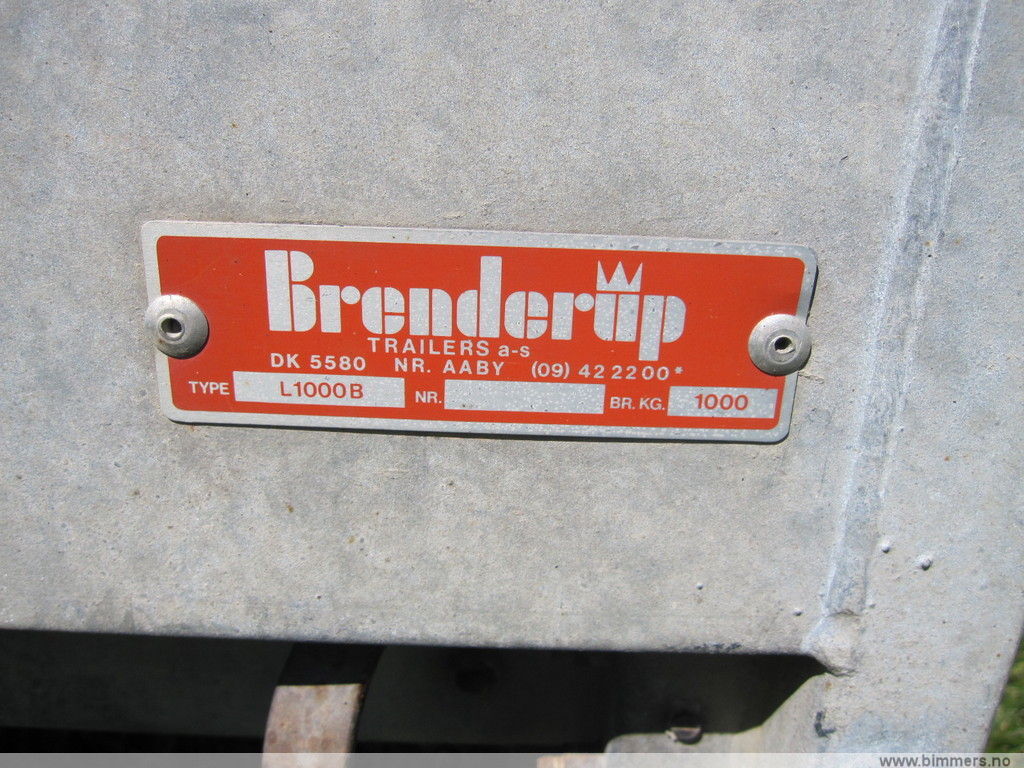 Brenderup
TRAILERS a-s
DK 5580 NR. AABY (09) 42 22 00*
TYPE L1000B NR. BR. KG. 1000
www.bimmers.no